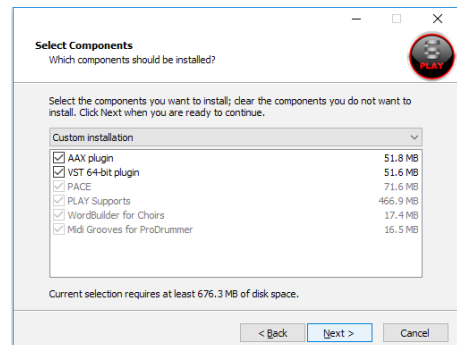 Select Components
Which components should be installed?
PLAY
Select the components you want to install; clear the components you do not want to
install. Click Next when you are ready to continue.
Custom installation
AAX plugin 51.8 MB
VST 64-bit plugin 51.6 MB
PACE 71.6 MB
PLAY Supports 466.9 MB
WordBuilder for Choirs 17.4 MB
Midi Grooves for ProDrummer 16.5 MB
Current selection requires at least 676.3 MB of disk space.
< Back Next > Cancel